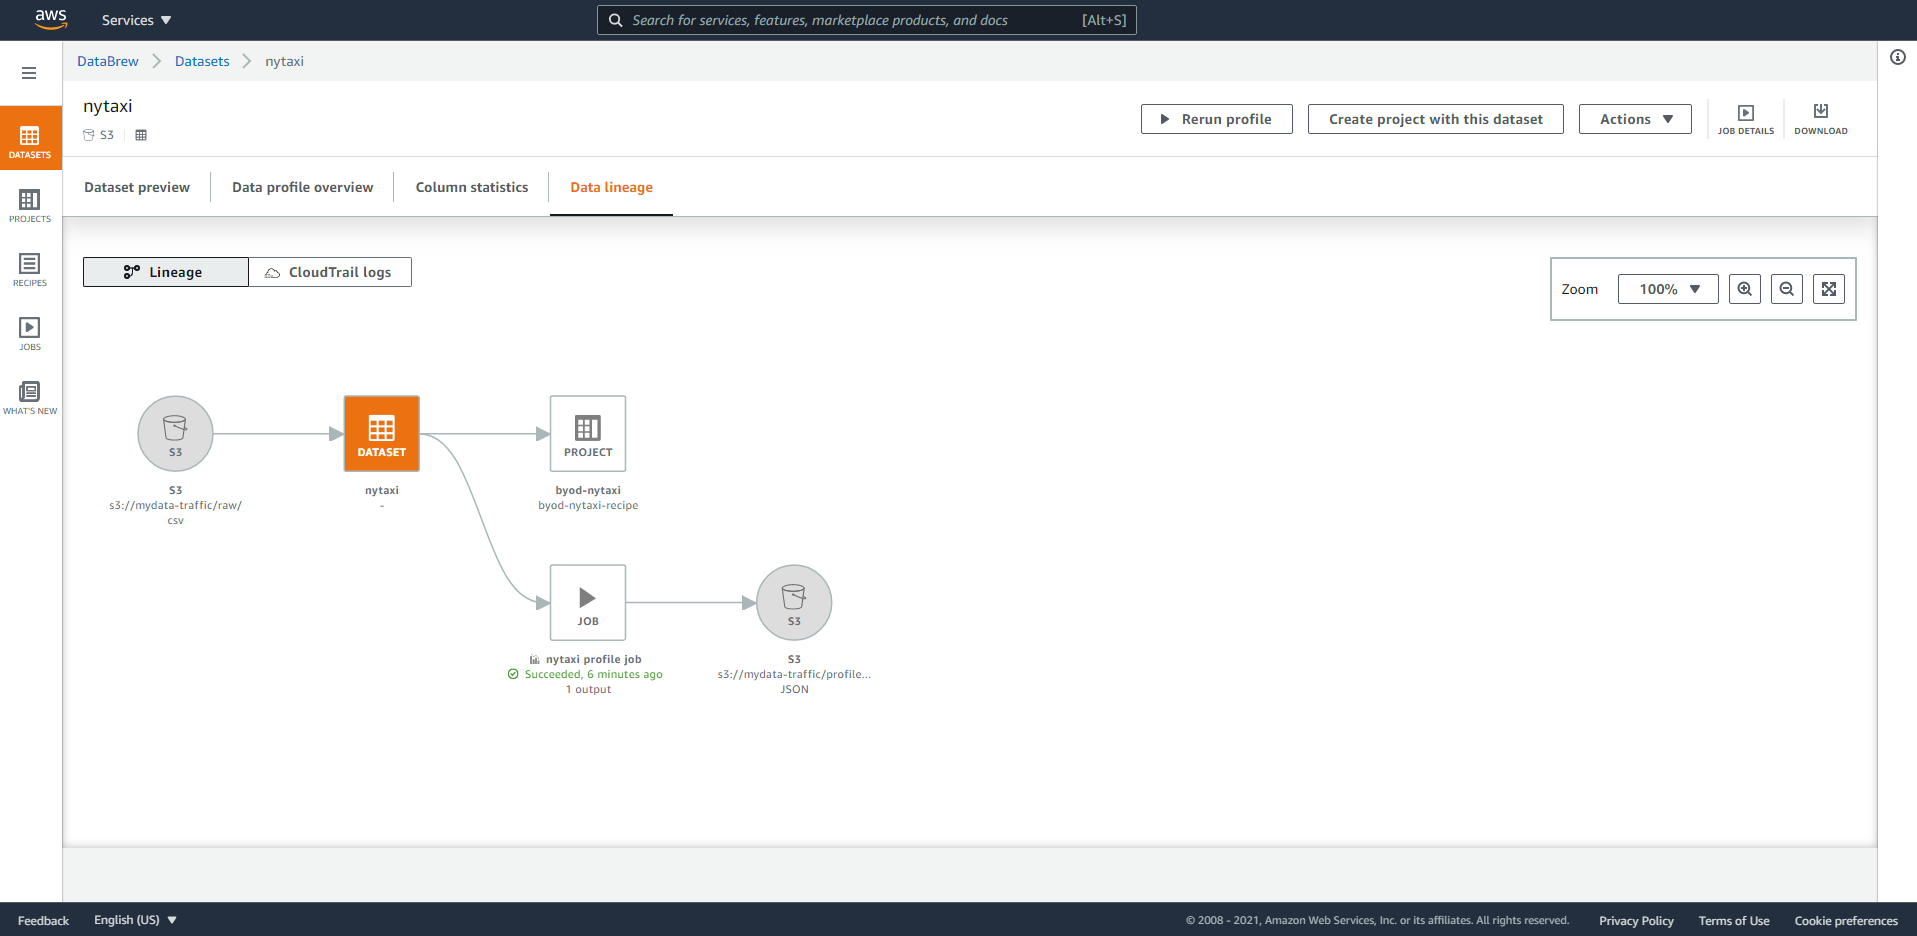 aws Services Search for services, features, marketplace products, and docs [Alt+S]
DataBrew Datasets nytaxi
nytaxi
S3
Rerun profile Create project with this dataset Actions JOB DETAILS DOWNLOAD
DATASETS
PROJECTS
RECIPES
JOBS
WHAT'S NEW
Dataset preview Data profile overview Column statistics Data lineage
Lineage CloudTrail logs
Zoom 100%
S3
S3
s3://mydata-traffic/raw/
csv
DATASET
nytaxi
-
PROJECT
byod-nytaxi
byod-nytaxi-recipe
JOB
nytaxi profile job
Succeeded, 6 minutes ago
1 output
S3
S3
s3://mydata-traffic/profile...
JSON
Feedback English (US) © 2008 - 2021, Amazon Web Services, Inc. or its affiliates. All rights reserved. Privacy Policy Terms of Use Cookie preferences